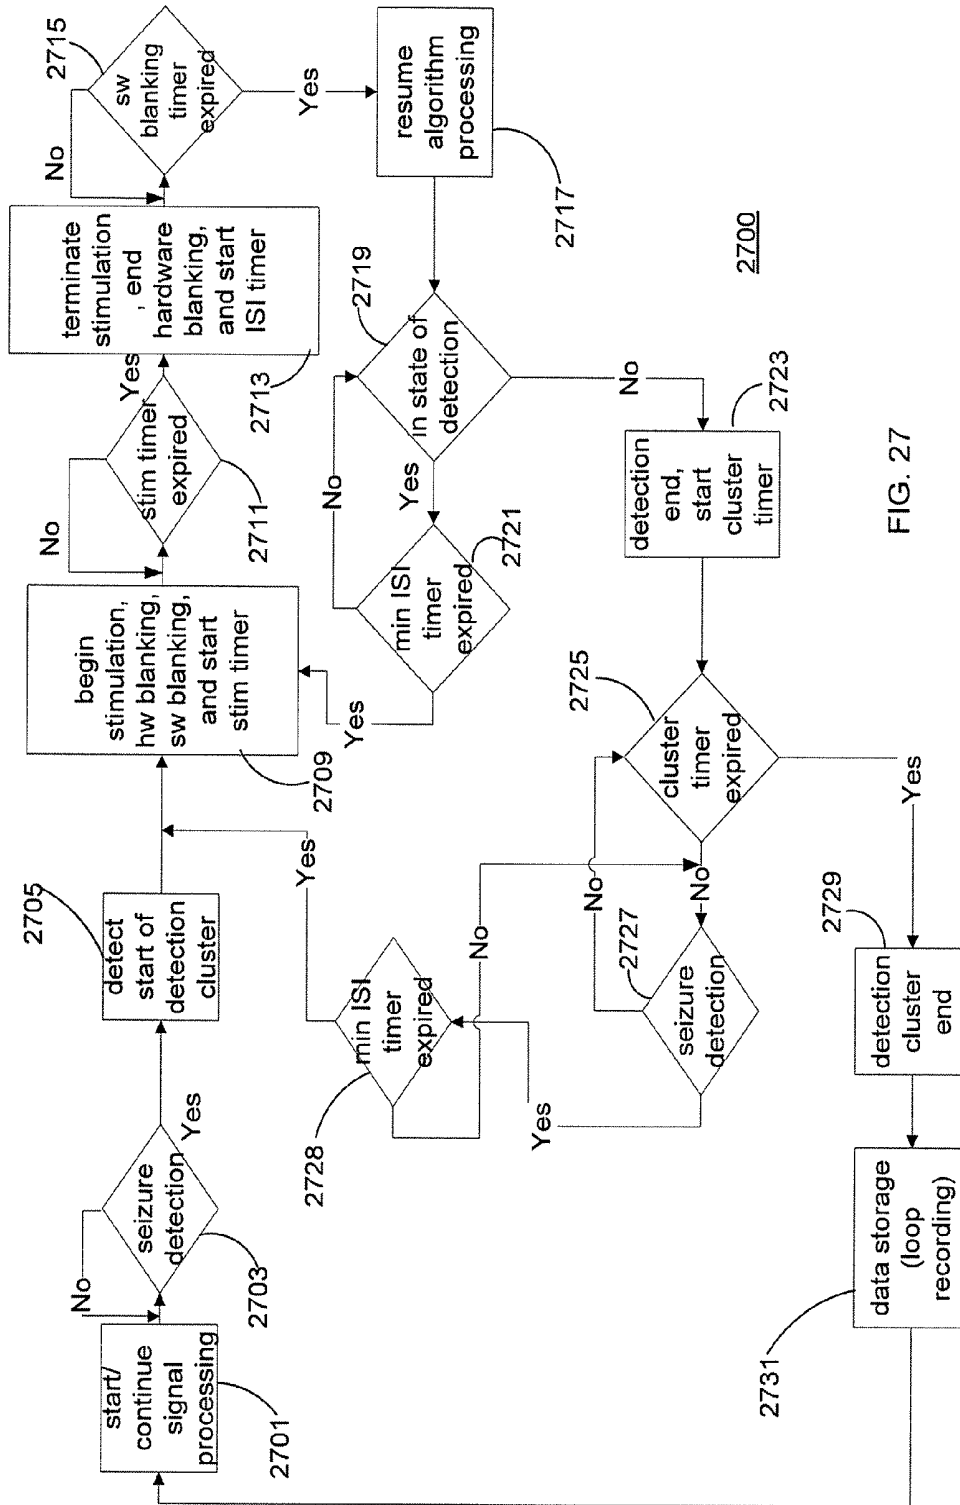 start/
continue
signal
processing
2701
No
seizure
detection
2703
Yes
detect
start of
detection
cluster
2705
begin
stimulation,
hw blanking,
sw blanking,
and start
stim timer
2709
No
stim timer
expired
2711
Yes
terminate
stimulation
, end
hardware
blanking,
and start
ISI timer
2713
No
sw
blanking
timer
expired
2715
Yes
resume
algorithm
processing
2717
in state of
detection
2719
Yes
No
min ISI
timer
expired
2721
No
Yes
detection
end,
start
cluster
timer
2723
cluster
timer
expired
2725
No
Yes
seizure
detection
2727
No
Yes
min ISI
timer
expired
2728
Yes
No
detection
cluster
end
2729
data storage
(loop
recording)
2731
2700
FIG. 27